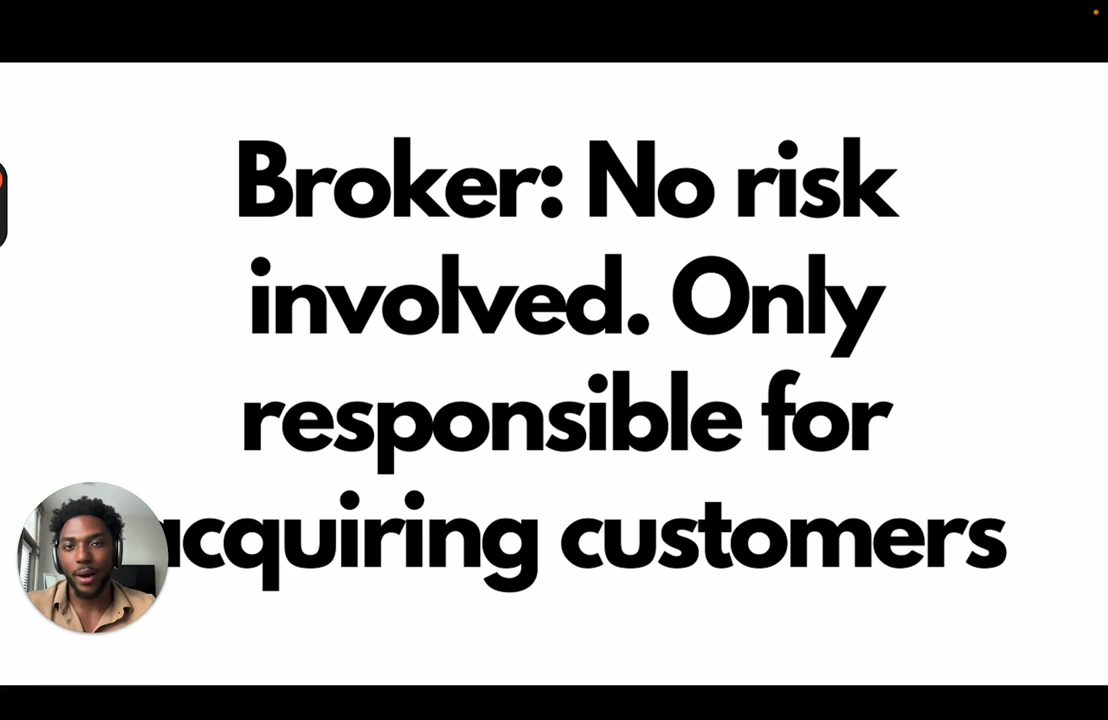 Broker: No risk
involved. Only
responsible for
acquiring customers